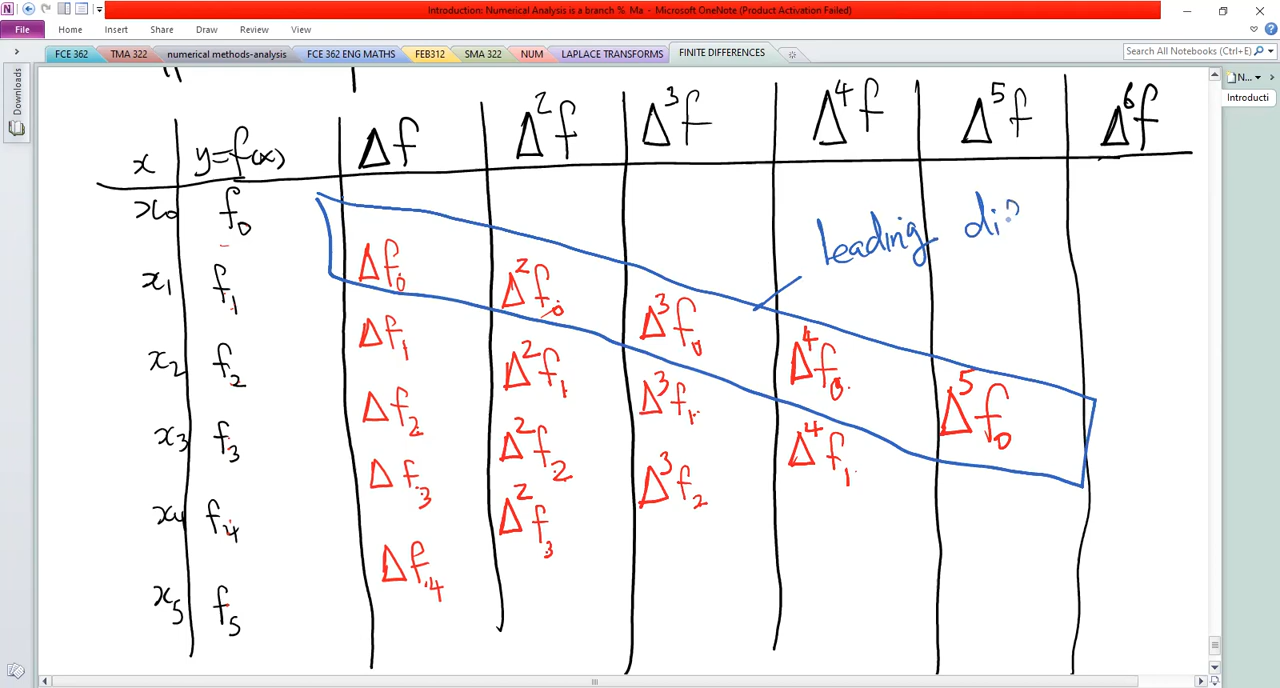 Introduction: Numerical Analysis is a branch %. Ma - Microsoft OneNote (Product Activation Failed)
File Home Insert Share Draw Review View
FCE 362 TMA 322 numerical methods-analysis FCE 362 ENG MATHS FEB312 SMA 322 NUM LAPLACE TRANSFORMS FINITE DIFFERENCES Search All Notebooks (Ctrl+E)
Downloads
N...
Introducti
x y=f(x) Δf Δ²f Δ³f Δ⁴f Δ⁵f Δ⁶f
x₀ f₀
leading di
Δf₀ Δ²f₀
x₁ f₁ Δ³f₀
Δf₁ Δ²f₁ Δ⁴f₀
x₂ f₂ Δ³f₁ Δ⁵f₀
Δf₂ Δ²f₂ Δ⁴f₁
x₃ f₃
Δf₃ Δ³f₂
x₄ f₄ Δ²f₃
Δf₄
x₅ f₅